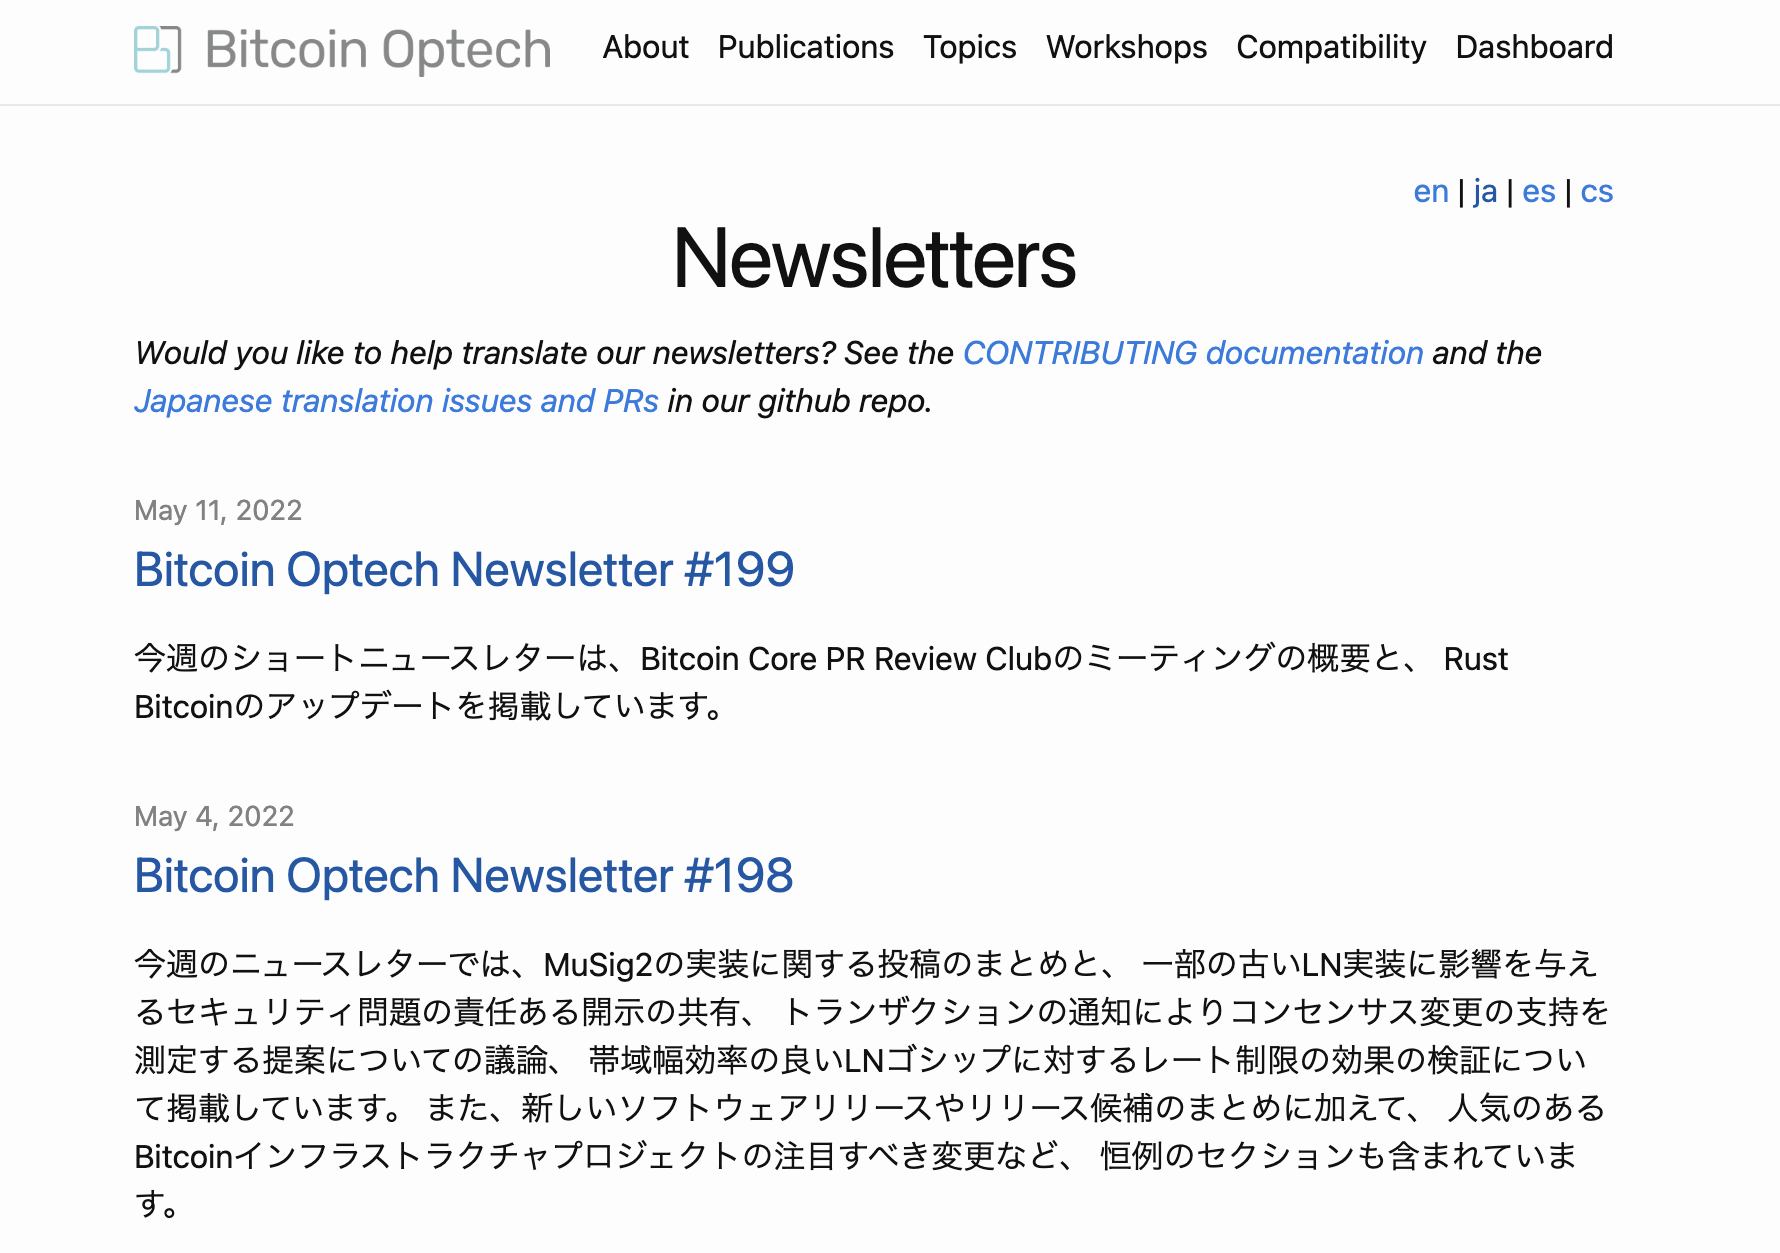 Bitcoin Optech
About Publications Topics Workshops Compatibility Dashboard
en | ja | es | cs
Newsletters
Would you like to help translate our newsletters? See the CONTRIBUTING documentation and the
Japanese translation issues and PRs in our github repo.
May 11, 2022
Bitcoin Optech Newsletter #199
今週のショートニュースレターは、Bitcoin Core PR Review Clubのミーティングの概要と、 Rust
Bitcoinのアップデートを掲載しています。
May 4, 2022
Bitcoin Optech Newsletter #198
今週のニュースレターでは、MuSig2の実装に関する投稿のまとめと、 一部の古いLN実装に影響を与え
るセキュリティ問題の責任ある開示の共有、 トランザクションの通知によりコンセンサス変更の支持を
測定する提案についての議論、 帯域幅効率の良いLNゴシップに対するレート制限の効果の検証につい
て掲載しています。 また、新しいソフトウェアリリースやリリース候補のまとめに加えて、 人気のある
Bitcoinインフラストラクチャプロジェクトの注目すべき変更など、 恒例のセクションも含まれていま
す。